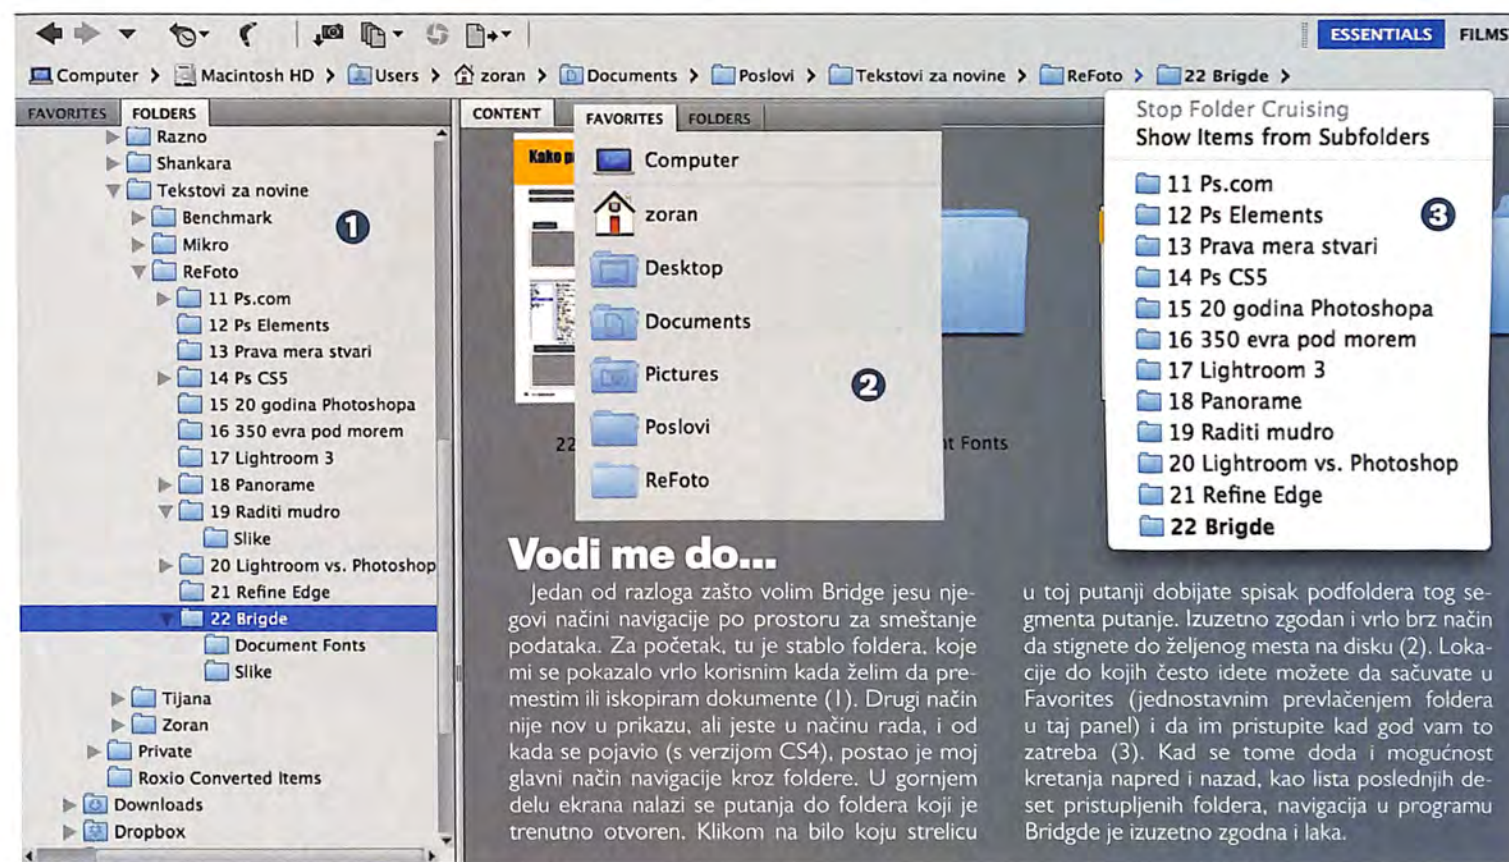 ESSENTIALS FILMS
Computer > Macintosh HD > Users > zoran > Documents > Poslovi > Tekstovi za novine > ReFoto > 22 Brigde >
FAVORITES FOLDERS
Razno
Shankara
Tekstovi za novine
Benchmark
Mikro
1
ReFoto
11 Ps.com
12 Ps Elements
13 Prava mera stvari
14 Ps CS5
15 20 godina Photoshopa
16 350 evra pod morem
17 Lightroom 3
18 Panorame
19 Raditi mudro
Slike
20 Lightroom vs. Photoshop
21 Refine Edge
22 Brigde
Document Fonts
Slike
Tijana
Zoran
Private
Roxio Converted Items
Downloads
Dropbox
CONTENT
Kako
22
nt Fonts
FAVORITES FOLDERS
Computer
zoran
Desktop
Documents
Pictures
2
Poslovi
ReFoto
Stop Folder Cruising
Show Items from Subfolders
11 Ps.com
12 Ps Elements
3
13 Prava mera stvari
14 Ps CS5
15 20 godina Photoshopa
16 350 evra pod morem
17 Lightroom 3
18 Panorame
19 Raditi mudro
20 Lightroom vs. Photoshop
21 Refine Edge
22 Brigde
Vodi me do...
Jedan od razloga zašto volim Bridge jesu nje-
govi načini navigacije po prostoru za smeštanje
podataka. Za početak, tu je stablo foldera, koje
mi se pokazalo vrlo korisnim kada želim da pre-
mestim ili iskopiram dokumente (1). Drugi način
nije nov u prikazu, ali jeste u načinu rada, i od
kada se pojavio (s verzijom CS4), postao je moj
glavni način navigacije kroz foldere. U gornjem
delu ekrana nalazi se putanja do foldera koji je
trenutno otvoren. Klikom na bilo koju strelicu
u toj putanji dobijate spisak podfoldera tog se-
gmenta putanje. Izuzetno zgodan i vrlo brz način
da stignete do željenog mesta na disku (2). Loka-
cije do kojih često idete možete da sačuvate u
Favorites (jednostavnim prevlačenjem foldera
u taj panel) i da im pristupite kad god vam to
zatreba (3). Kad se tome doda i mogućnost
kretanja napred i nazad, kao lista poslednjih de-
set pristupljenih foldera, navigacija u programu
Bridgde je izuzetno zgodna i laka.